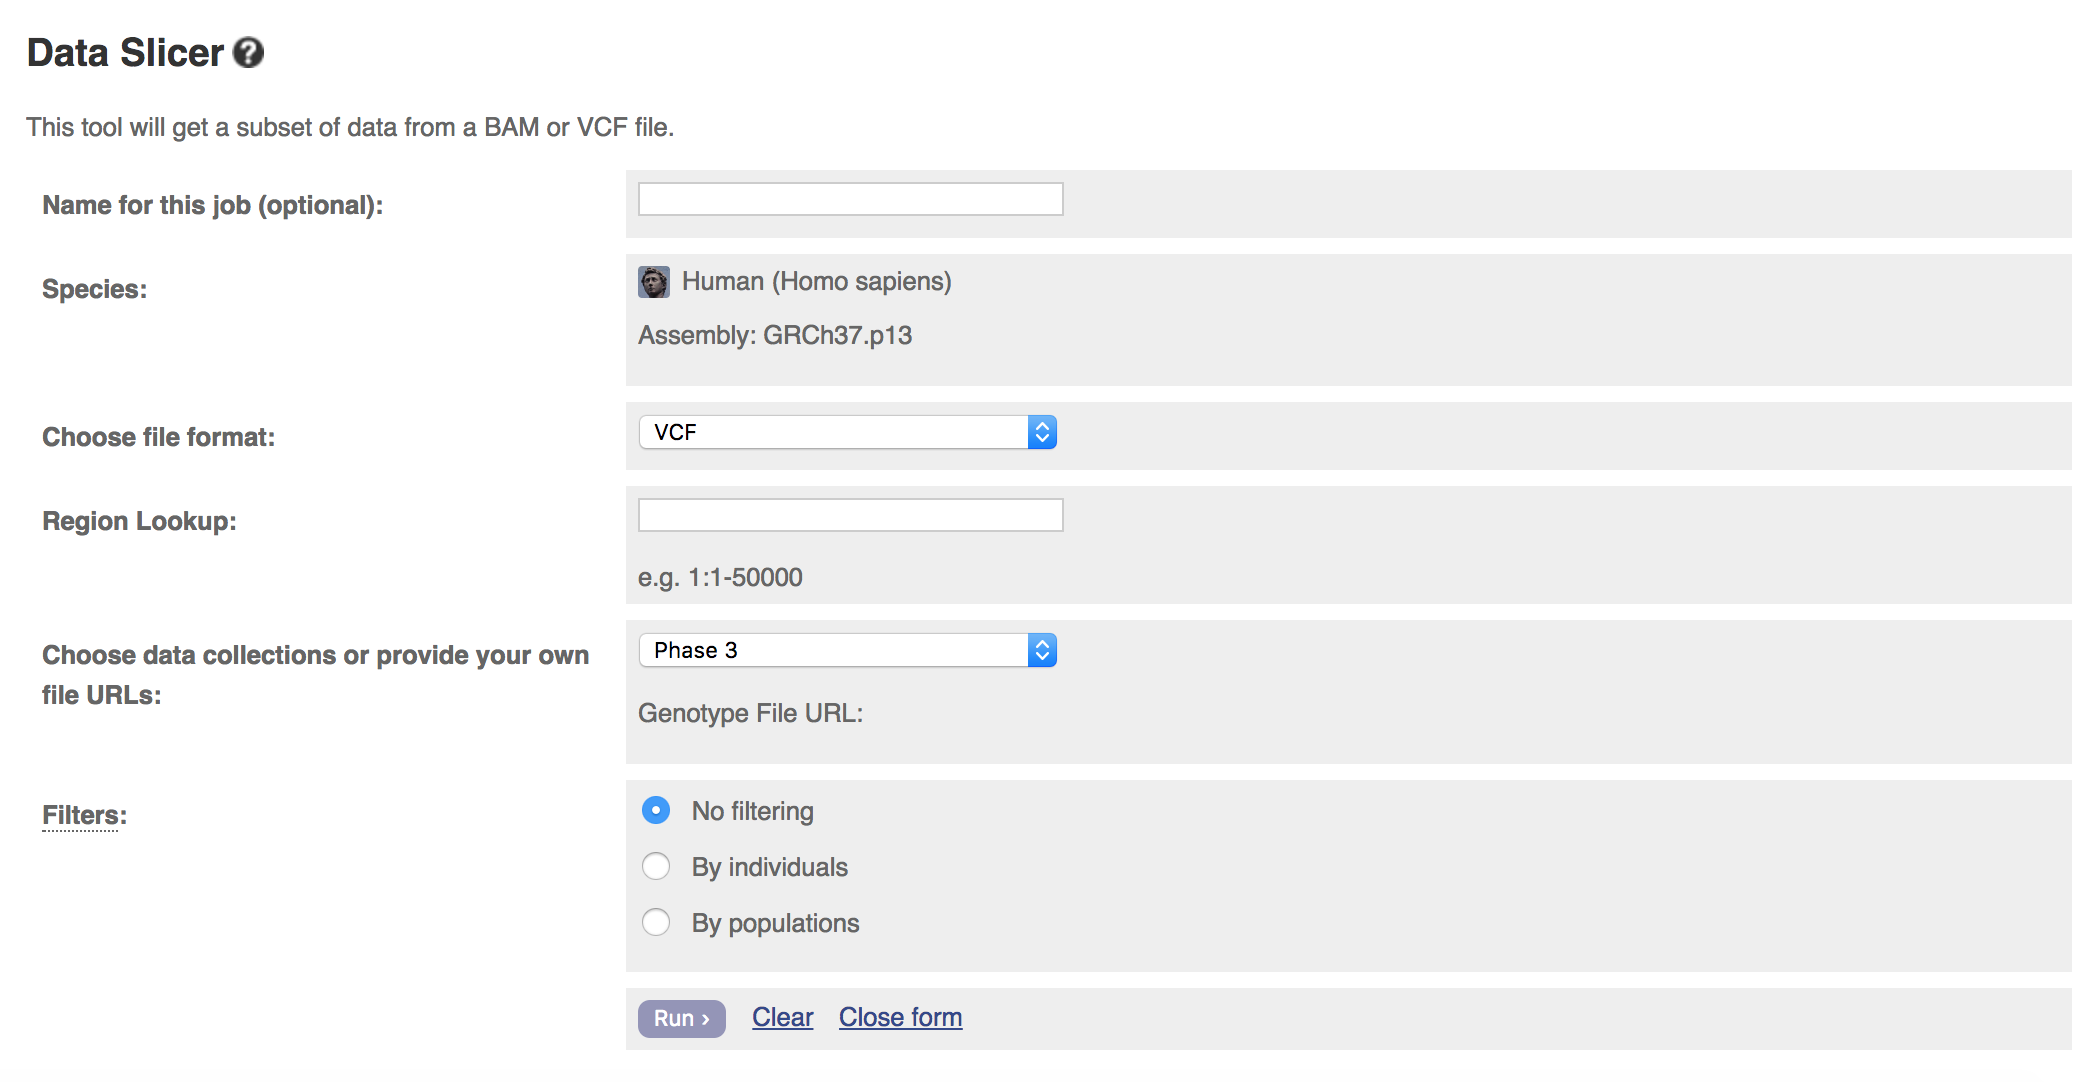 Data Slicer ?
This tool will get a subset of data from a BAM or VCF file.
Name for this job (optional):
Species:
Human (Homo sapiens)
Assembly: GRCh37.p13
Choose file format:
VCF
Region Lookup:
e.g. 1:1-50000
Choose data collections or provide your own
file URLs:
Phase 3
Genotype File URL:
Filters:
No filtering
By individuals
By populations
Run ›
Clear
Close form